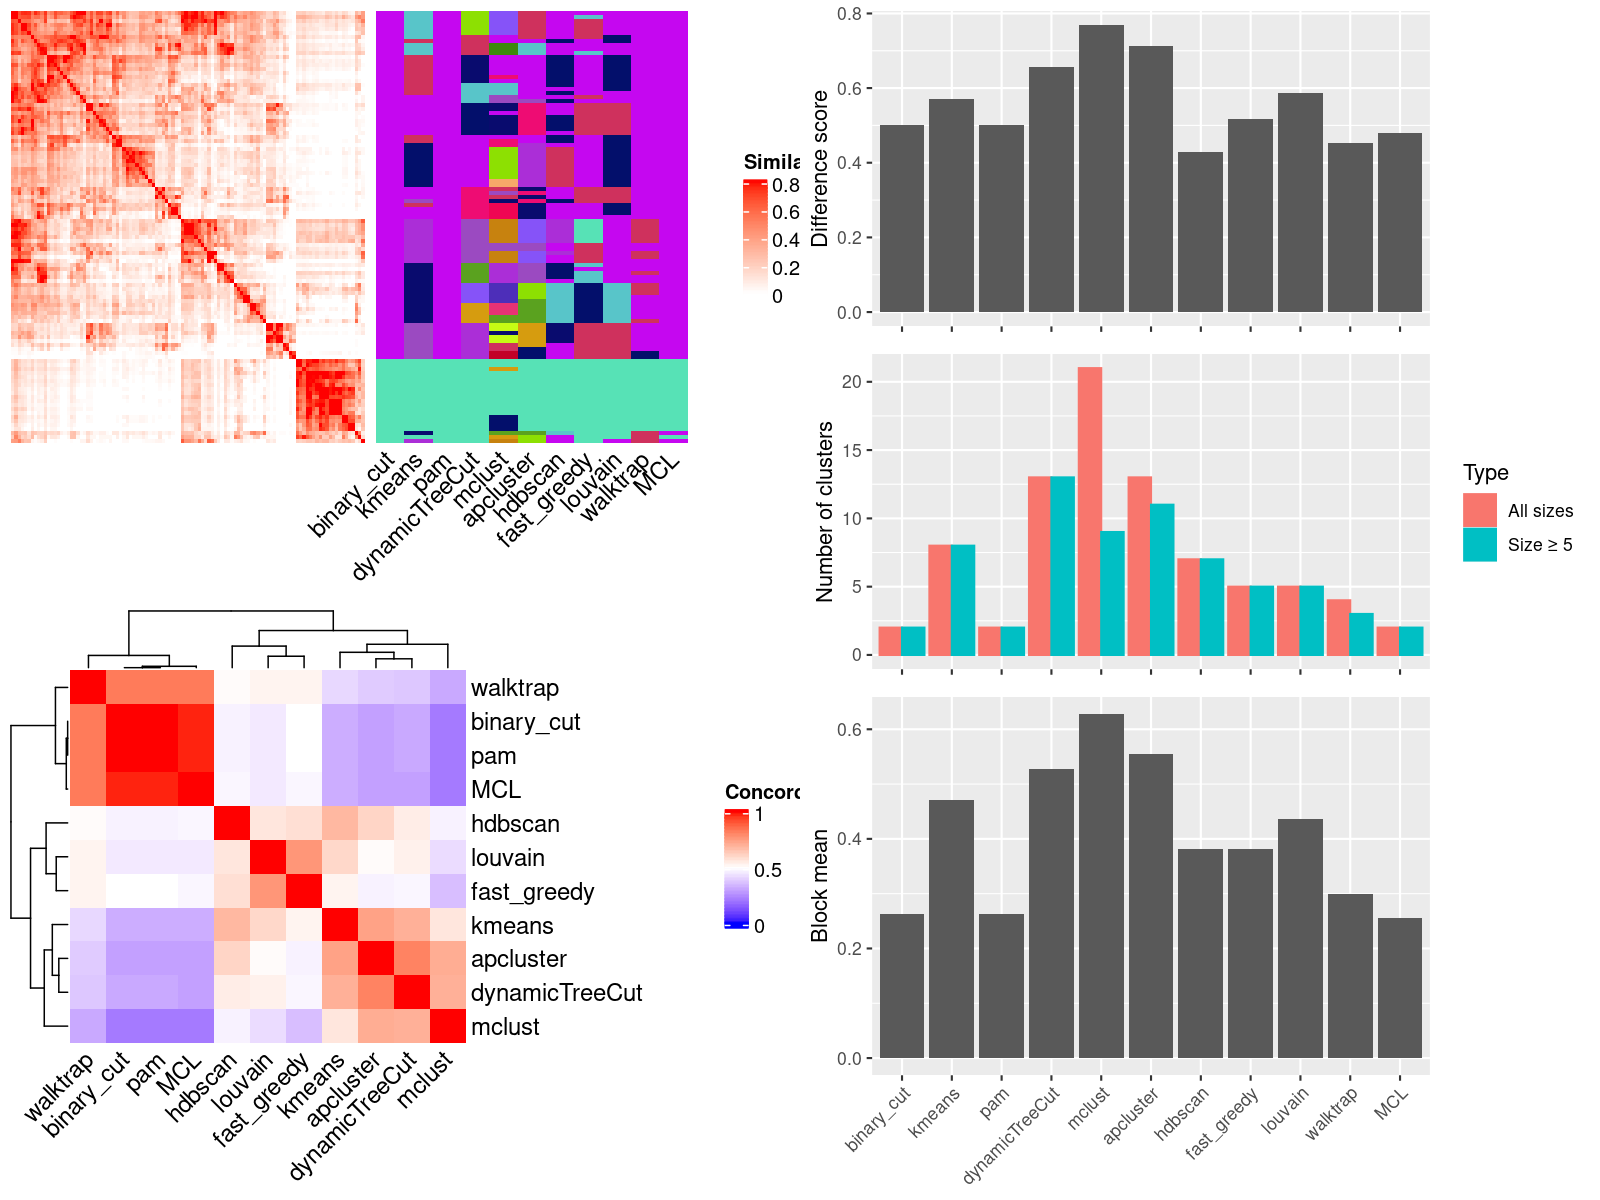 Simila
0.8
0.6
0.4
0.2
0
binary_cut
kmeans
pam
dynamicTreeCut
mclust
apcluster
hdbscan
fast_greedy
louvain
walktrap
MCL
walktrap
binary_cut
pam
MCL
hdbscan
louvain
fast_greedy
kmeans
apcluster
dynamicTreeCut
mclust
walktrap
binary_cut
pam
MCL
hdbscan
louvain
fast_greedy
kmeans
apcluster
dynamicTreeCut
mclust
Concord
1
0.5
0
Difference score
0.8
0.6
0.4
0.2
0.0
Number of clusters
20
15
10
5
0
Type
All sizes
Size ≥ 5
Block mean
0.6
0.4
0.2
0.0
binary_cut
kmeans
pam
dynamicTreeCut
mclust
apcluster
hdbscan
fast_greedy
louvain
walktrap
MCL